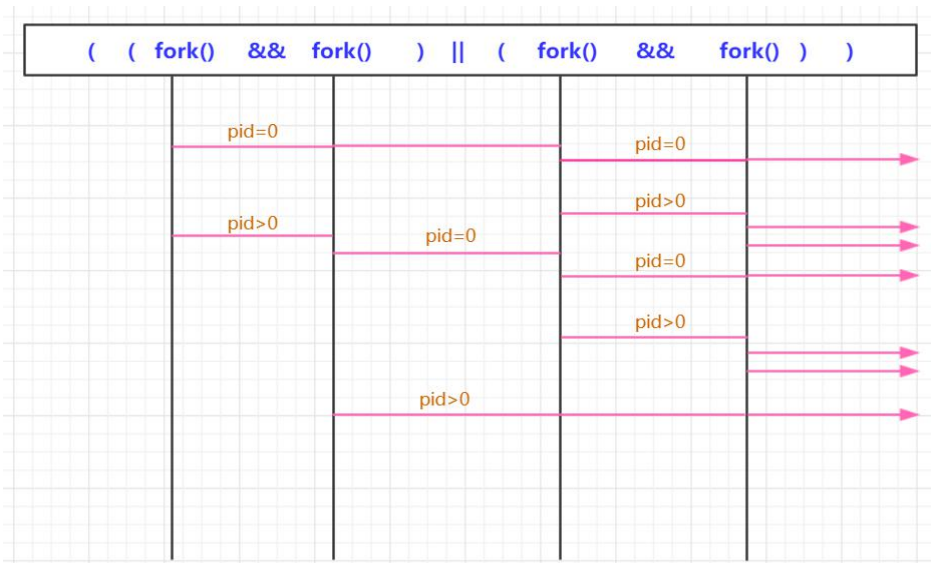 ( ( fork() && fork() ) || ( fork() && fork() ) )
pid=0
pid=0
pid>0
pid>0
pid=0
pid=0
pid>0
pid>0